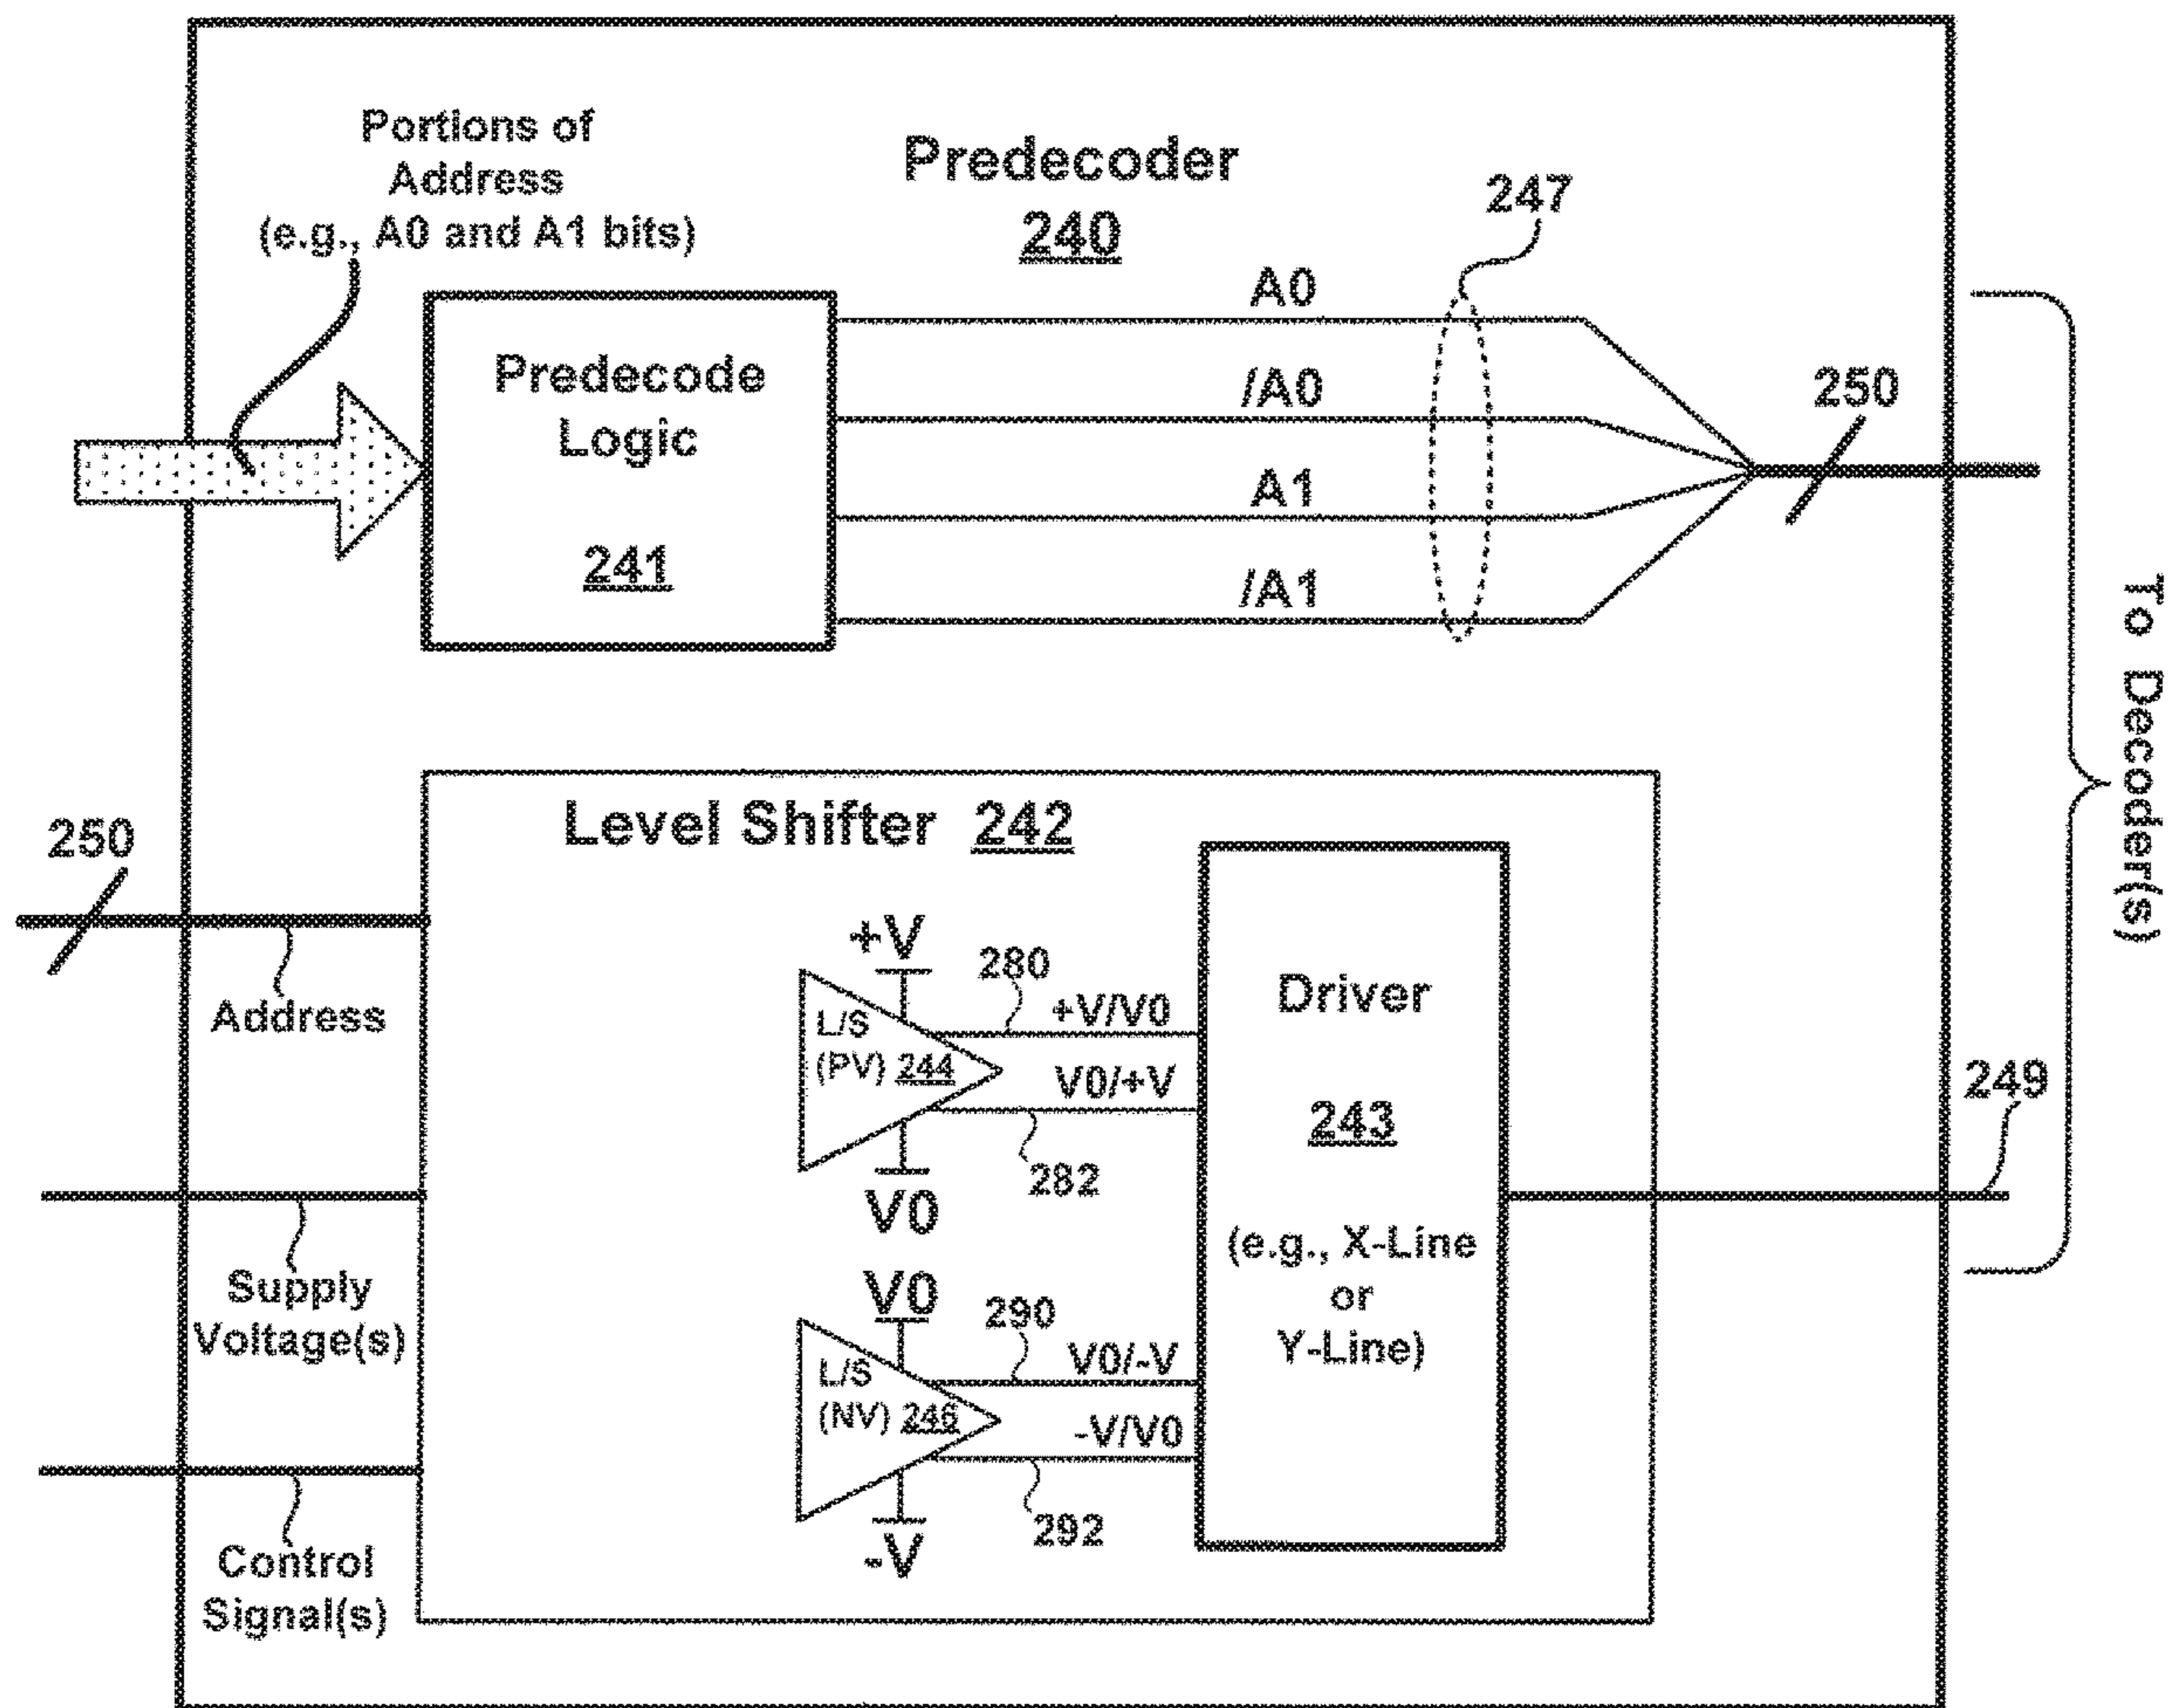 Portions of
Address
(e.g., A0 and A1 bits)
Predecoder
240
247
A0
/A0
A1
/A1
Predecode
Logic
241
250
To Decoder(s)
Level Shifter 242
250
Address
Supply
Voltage(s)
Control
Signal(s)
+V
L/S
(PV) 244
V0
280
+V/V0
V0/+V
282
V0
L/S
(NV) 246
-V
290
V0/-V
-V/V0
292
Driver
243
(e.g., X-Line
or
Y-Line)
249